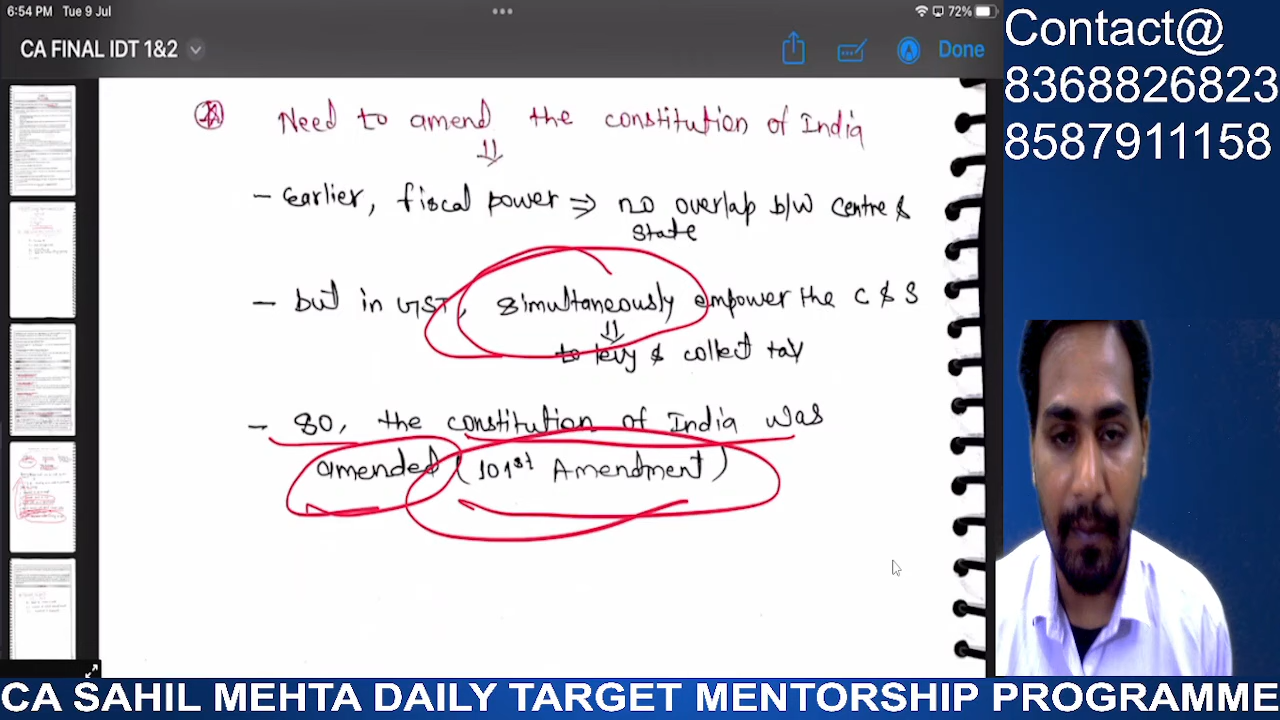 6:54 PM Tue 9 Jul
72%
CA FINAL IDT 1&2
Done
Contact@
8368826823
8587911158
Need to amend the constitution of India
⇓
- Earlier, fiscal power ⇒ no overlap b/w centre &
State
- but in GST, simultaneously empower the C & S
⇓
to levy & collect tax
- 80, the constitution of India was
amended (101st Amendment)
CA SAHIL MEHTA DAILY TARGET MENTORSHIP PROGRAMME